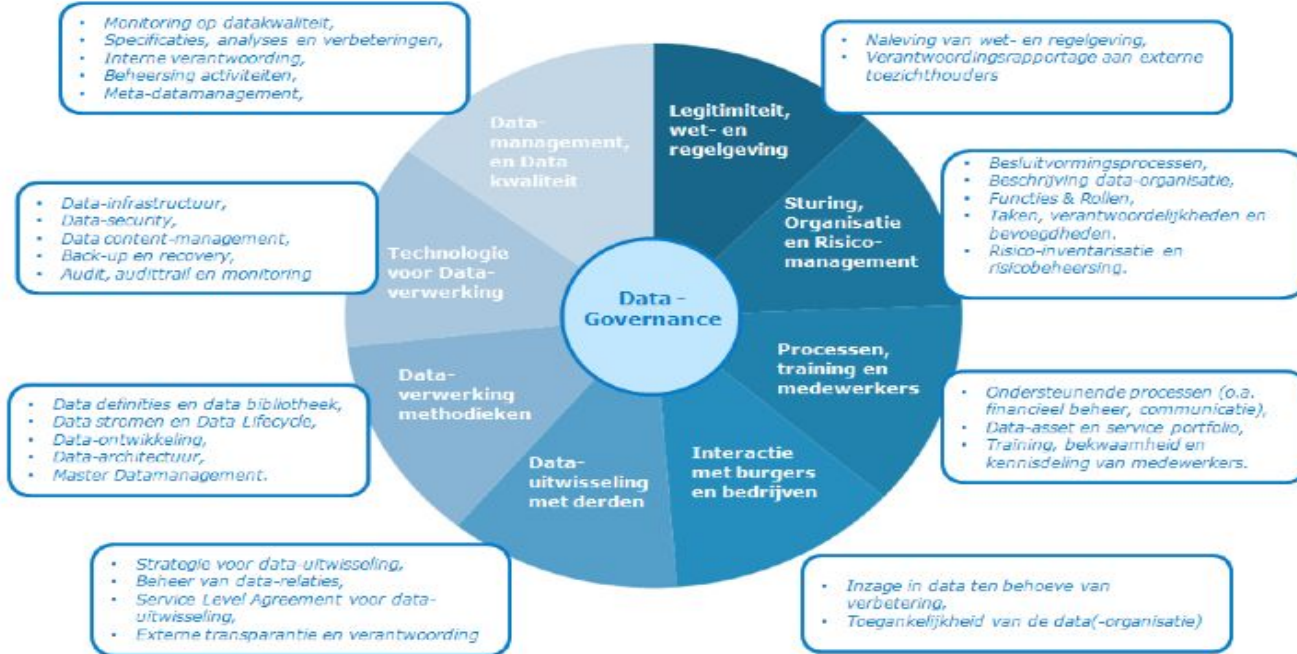 • Monitoring op datakwaliteit,
• Specificaties, analyses en verbeteringen,
• Interne verantwoording,
• Beheersing activiteiten,
• Meta-datamanagement,
• Naleving van wet- en regelgeving,
• Verantwoordingsrapportage aan externe
toezichthouders
Data-
management,
en Data
kwaliteit
Legitimiteit,
wet- en
regelgeving
• Data-infrastructuur,
• Data-security,
• Data content-management,
• Back-up en recovery,
• Audit, audittrail en monitoring
Technologie
voor Data-
verwerking
Sturing,
Organisatie
en Risico-
management
• Besluitvormingsprocessen,
• Beschrijving data-organisatie,
• Functies & Rollen,
• Taken, verantwoordelijkheden en
bevoegdheden.
• Risico-inventarisatie en
risicobeheersing.
Data -
Governance
• Data definities en data bibliotheek,
• Data stromen en Data Lifecycle,
• Data-ontwikkeling,
• Data-architectuur,
• Master Datamanagement.
Data-
verwerking
methodieken
Processen,
training en
medewerkers
• Ondersteunende processen (o.a.
financieel beheer, communicatie),
• Data-asset en service portfolio,
• Training, bekwaamheid en
kennisdeling van medewerkers.
Data-
uitwisseling
met derden
Interactie
met burgers
en bedrijven
• Strategie voor data-uitwisseling,
• Beheer van data-relaties,
• Service Level Agreement voor data-
uitwisseling,
• Externe transparantie en verantwoording
• Inzage in data ten behoeve van
verbetering,
• Toegankelijkheid van de data(-organisatie)